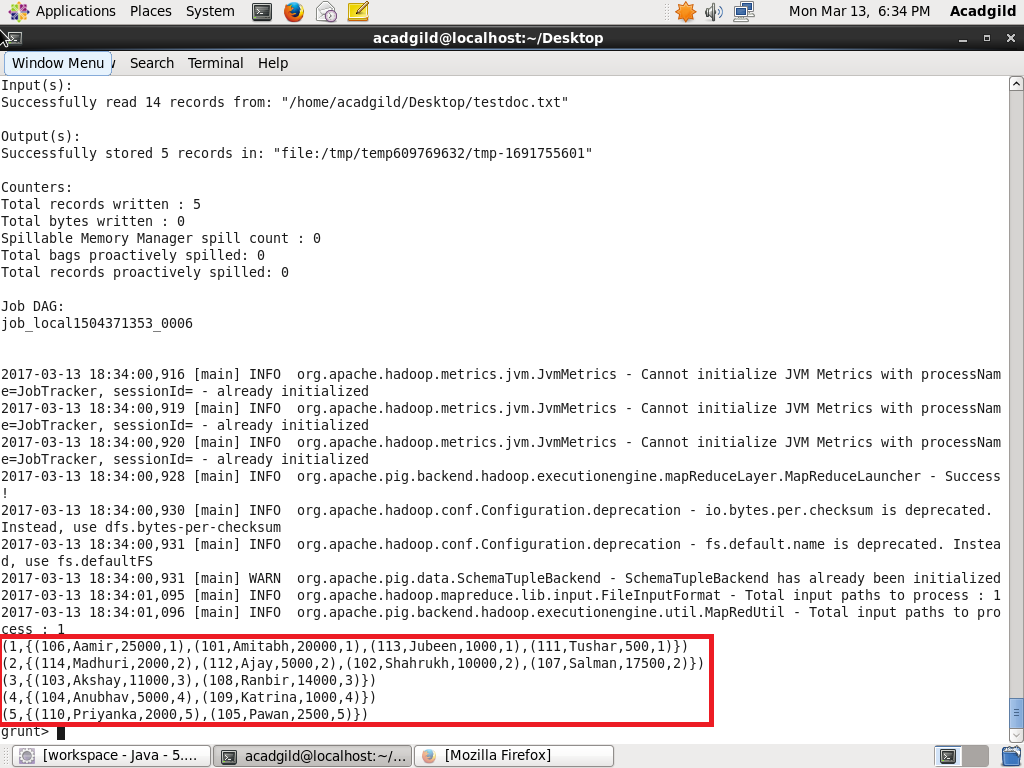 Applications Places System Mon Mar 13, 6:34 PM Acadgild
acadgild@localhost:~/Desktop
Window Menu Search Terminal Help
Input(s):
Successfully read 14 records from: "/home/acadgild/Desktop/testdoc.txt"
Output(s):
Successfully stored 5 records in: "file:/tmp/temp609769632/tmp-1691755601"
Counters:
Total records written : 5
Total bytes written : 0
Spillable Memory Manager spill count : 0
Total bags proactively spilled: 0
Total records proactively spilled: 0
Job DAG:
job_local1504371353_0006
2017-03-13 18:34:00,916 [main] INFO  org.apache.hadoop.metrics.jvm.JvmMetrics - Cannot initialize JVM Metrics with processNam
e=JobTracker, sessionId= - already initialized
2017-03-13 18:34:00,919 [main] INFO  org.apache.hadoop.metrics.jvm.JvmMetrics - Cannot initialize JVM Metrics with processNam
e=JobTracker, sessionId= - already initialized
2017-03-13 18:34:00,920 [main] INFO  org.apache.hadoop.metrics.jvm.JvmMetrics - Cannot initialize JVM Metrics with processNam
e=JobTracker, sessionId= - already initialized
2017-03-13 18:34:00,928 [main] INFO  org.apache.pig.backend.hadoop.executionengine.mapReduceLayer.MapReduceLauncher - Success
!
2017-03-13 18:34:00,930 [main] INFO  org.apache.hadoop.conf.Configuration.deprecation - io.bytes.per.checksum is deprecated.
Instead, use dfs.bytes-per-checksum
2017-03-13 18:34:00,931 [main] INFO  org.apache.hadoop.conf.Configuration.deprecation - fs.default.name is deprecated. Instea
d, use fs.defaultFS
2017-03-13 18:34:00,931 [main] WARN  org.apache.pig.data.SchemaTupleBackend - SchemaTupleBackend has already been initialized
2017-03-13 18:34:01,095 [main] INFO  org.apache.hadoop.mapreduce.lib.input.FileInputFormat - Total input paths to process : 1
2017-03-13 18:34:01,096 [main] INFO  org.apache.pig.backend.hadoop.executionengine.util.MapRedUtil - Total input paths to pro
cess : 1
(1,{(106,Aamir,25000,1),(101,Amitabh,20000,1),(113,Jubeen,1000,1),(111,Tushar,500,1)})
(2,{(114,Madhuri,2000,2),(112,Ajay,5000,2),(102,Shahrukh,10000,2),(107,Salman,17500,2)})
(3,{(103,Akshay,11000,3),(108,Ranbir,14000,3)})
(4,{(104,Anubhav,5000,4),(109,Katrina,1000,4)})
(5,{(110,Priyanka,2000,5),(105,Pawan,2500,5)})
grunt>
[workspace - Java - 5.... acadgild@localhost:~/... [Mozilla Firefox]